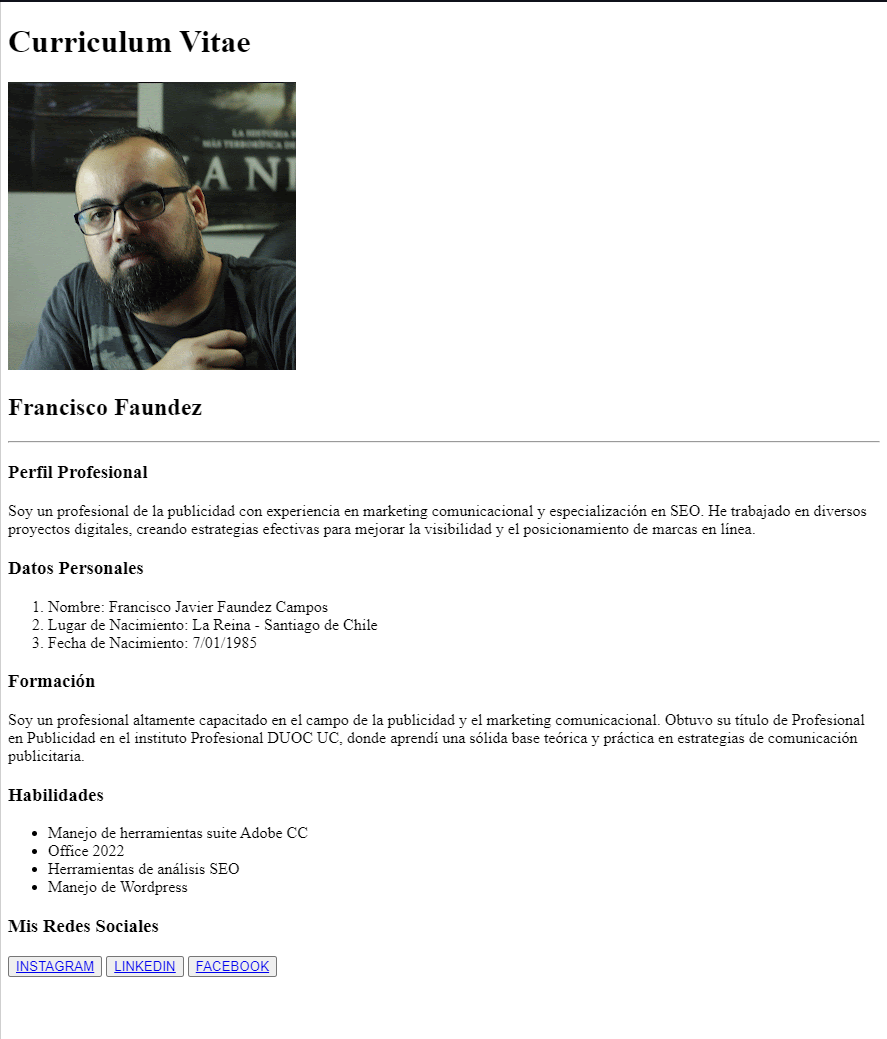 Curriculum Vitae
LA HISTORIA
MÁS TERRORÍFICA DE
Francisco Faundez
Perfil Profesional
Soy un profesional de la publicidad con experiencia en marketing comunicacional y especialización en SEO. He trabajado en diversos
proyectos digitales, creando estrategias efectivas para mejorar la visibilidad y el posicionamiento de marcas en línea.
Datos Personales
1. Nombre: Francisco Javier Faundez Campos
2. Lugar de Nacimiento: La Reina - Santiago de Chile
3. Fecha de Nacimiento: 7/01/1985
Formación
Soy un profesional altamente capacitado en el campo de la publicidad y el marketing comunicacional. Obtuvo su título de Profesional
en Publicidad en el instituto Profesional DUOC UC, donde aprendí una sólida base teórica y práctica en estrategias de comunicación
publicitaria.
Habilidades
• Manejo de herramientas suite Adobe CC
• Office 2022
• Herramientas de análisis SEO
• Manejo de Wordpress
Mis Redes Sociales
INSTAGRAM LINKEDIN FACEBOOK